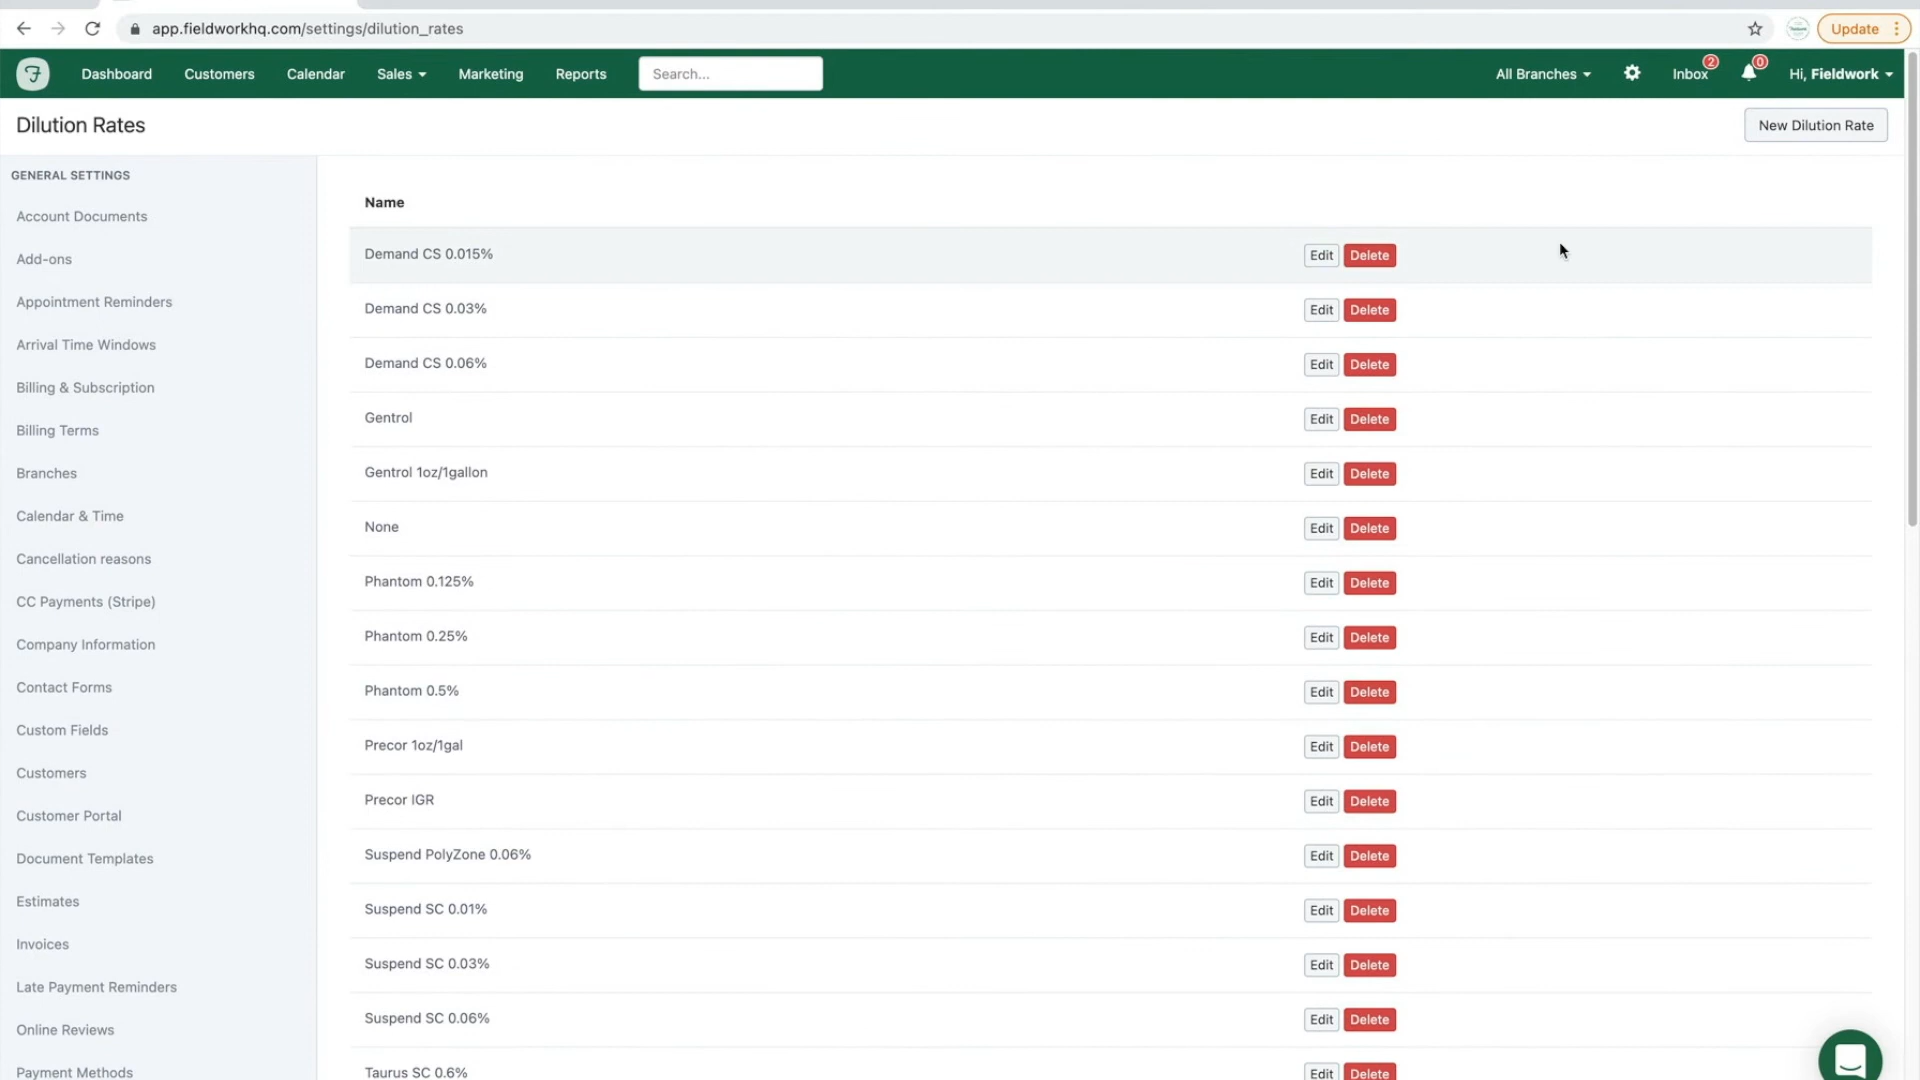 app.fieldworkhq.com/settings/dilution_rates
Update
Dashboard Customers Calendar Sales Marketing Reports Search... All Branches Inbox 2 0 Hi, Fieldwork
Dilution Rates
New Dilution Rate
GENERAL SETTINGS
Account Documents
Add-ons
Appointment Reminders
Arrival Time Windows
Billing & Subscription
Billing Terms
Branches
Calendar & Time
Cancellation reasons
CC Payments (Stripe)
Company Information
Contact Forms
Custom Fields
Customers
Customer Portal
Document Templates
Estimates
Invoices
Late Payment Reminders
Online Reviews
Payment Methods
Name
Demand CS 0.015% Edit Delete
Demand CS 0.03% Edit Delete
Demand CS 0.06% Edit Delete
Gentrol Edit Delete
Gentrol 1oz/1gallon Edit Delete
None Edit Delete
Phantom 0.125% Edit Delete
Phantom 0.25% Edit Delete
Phantom 0.5% Edit Delete
Precor 1oz/1gal Edit Delete
Precor IGR Edit Delete
Suspend PolyZone 0.06% Edit Delete
Suspend SC 0.01% Edit Delete
Suspend SC 0.03% Edit Delete
Suspend SC 0.06% Edit Delete
Taurus SC 0.6% Edit Delete